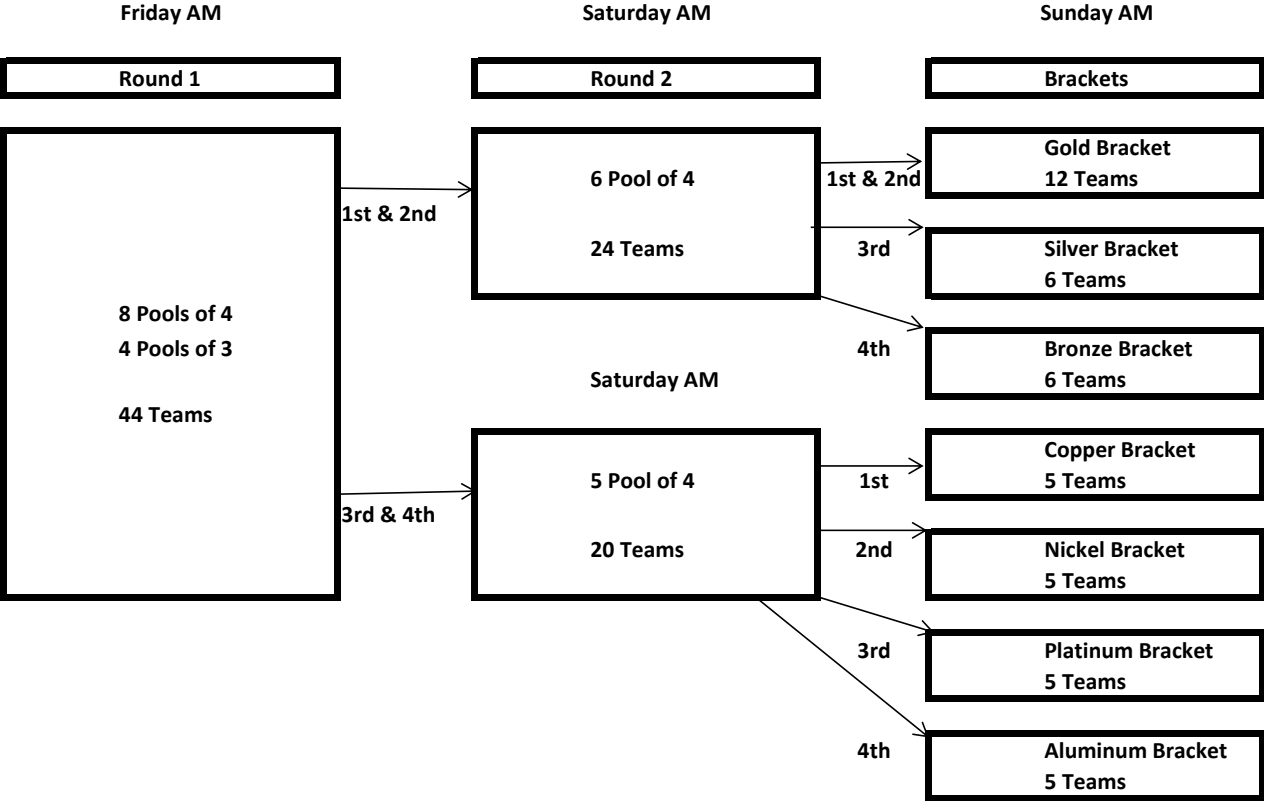 Friday AM
Saturday AM
Sunday AM
Round 1
Round 2
Brackets
8 Pools of 4
4 Pools of 3
44 Teams
1st & 2nd
3rd & 4th
6 Pool of 4
24 Teams
1st & 2nd
3rd
4th
Gold Bracket
12 Teams
Silver Bracket
6 Teams
Bronze Bracket
6 Teams
Saturday AM
5 Pool of 4
20 Teams
1st
2nd
3rd
4th
Copper Bracket
5 Teams
Nickel Bracket
5 Teams
Platinum Bracket
5 Teams
Aluminum Bracket
5 Teams